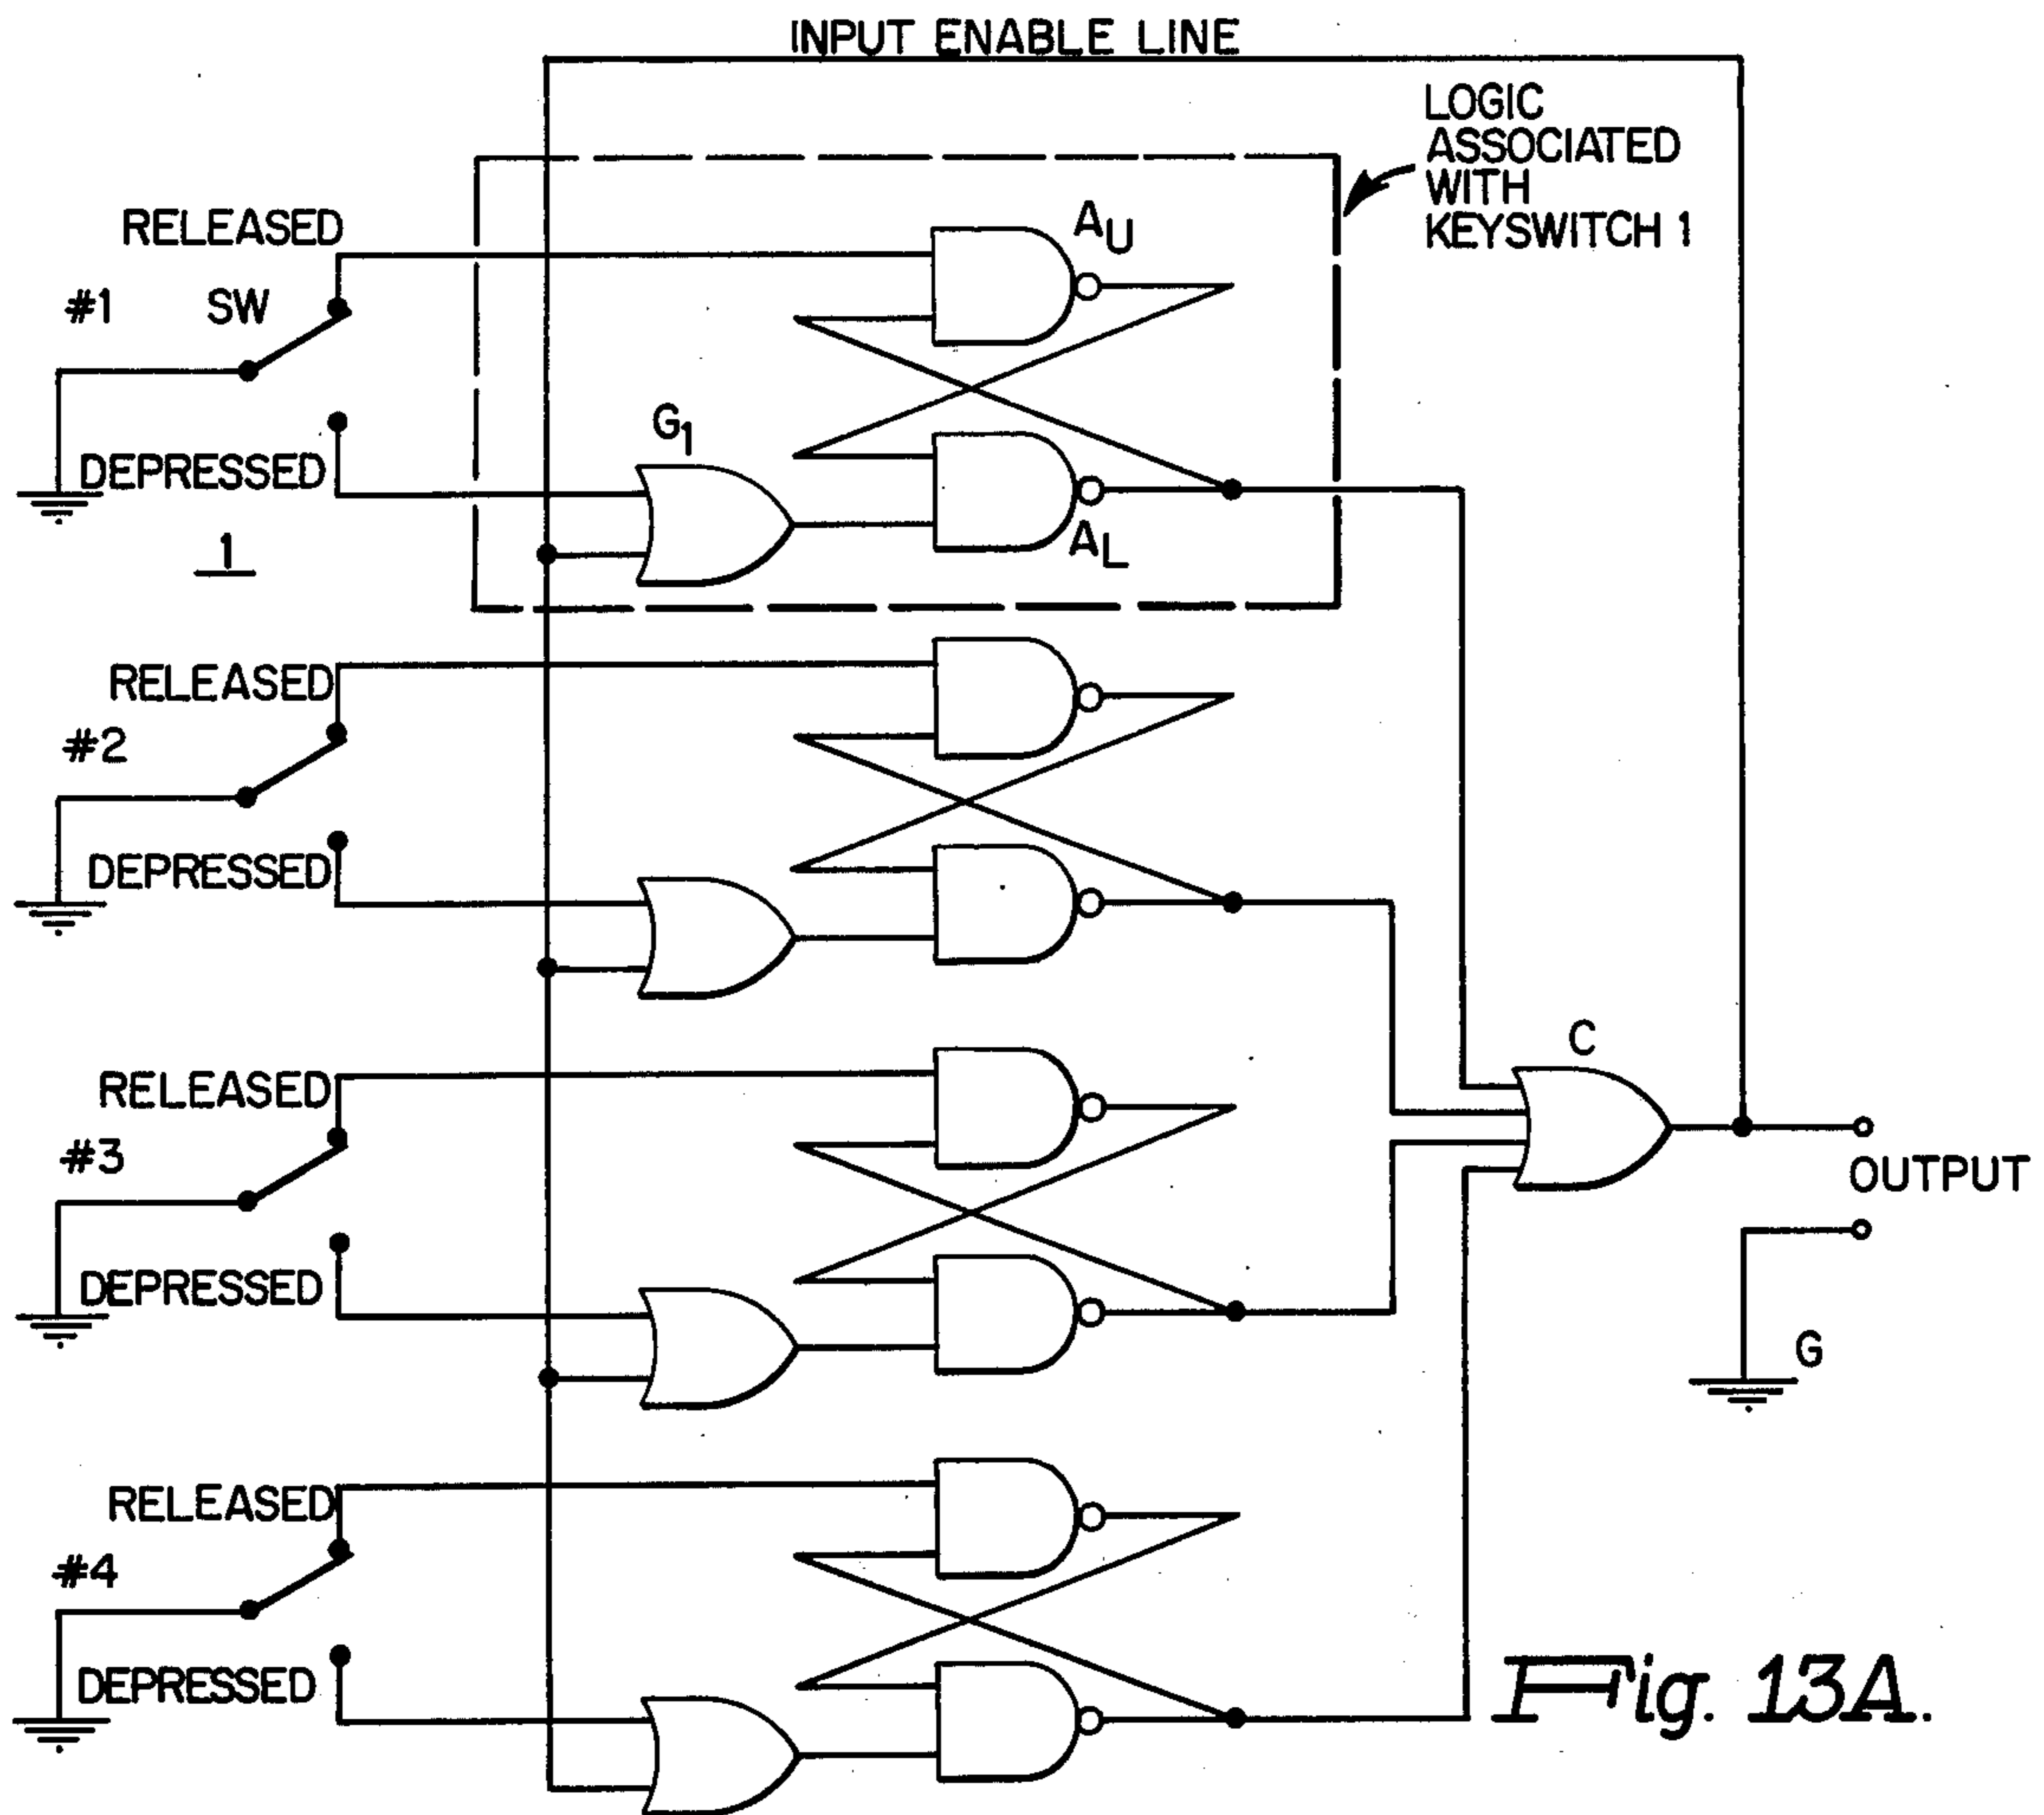 INPUT ENABLE LINE
LOGIC
ASSOCIATED
WITH
KEYSWITCH 1
RELEASED
AU
#1 SW
G1
DEPRESSED
AL
1
RELEASED
#2
DEPRESSED
C
RELEASED
#3
OUTPUT
DEPRESSED
G
RELEASED
#4
DEPRESSED
Fig. 13A.